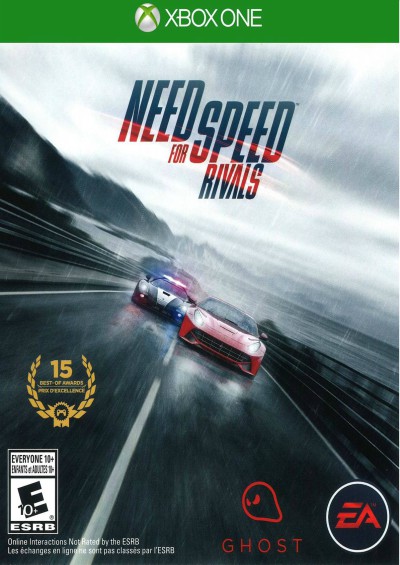 XBOX ONE
NEED
FOR SPEED
RIVALS
15
BEST-OF AWARDS
PRIX D'EXCELLENCE
EVERYONE 10+
ENFANTS et ADULTES 10+
E
10+
ESRB
Online Interactions Not Rated by the ESRB
Les échanges en ligne ne sont pas classés par l'ESRB
GHOST
EA